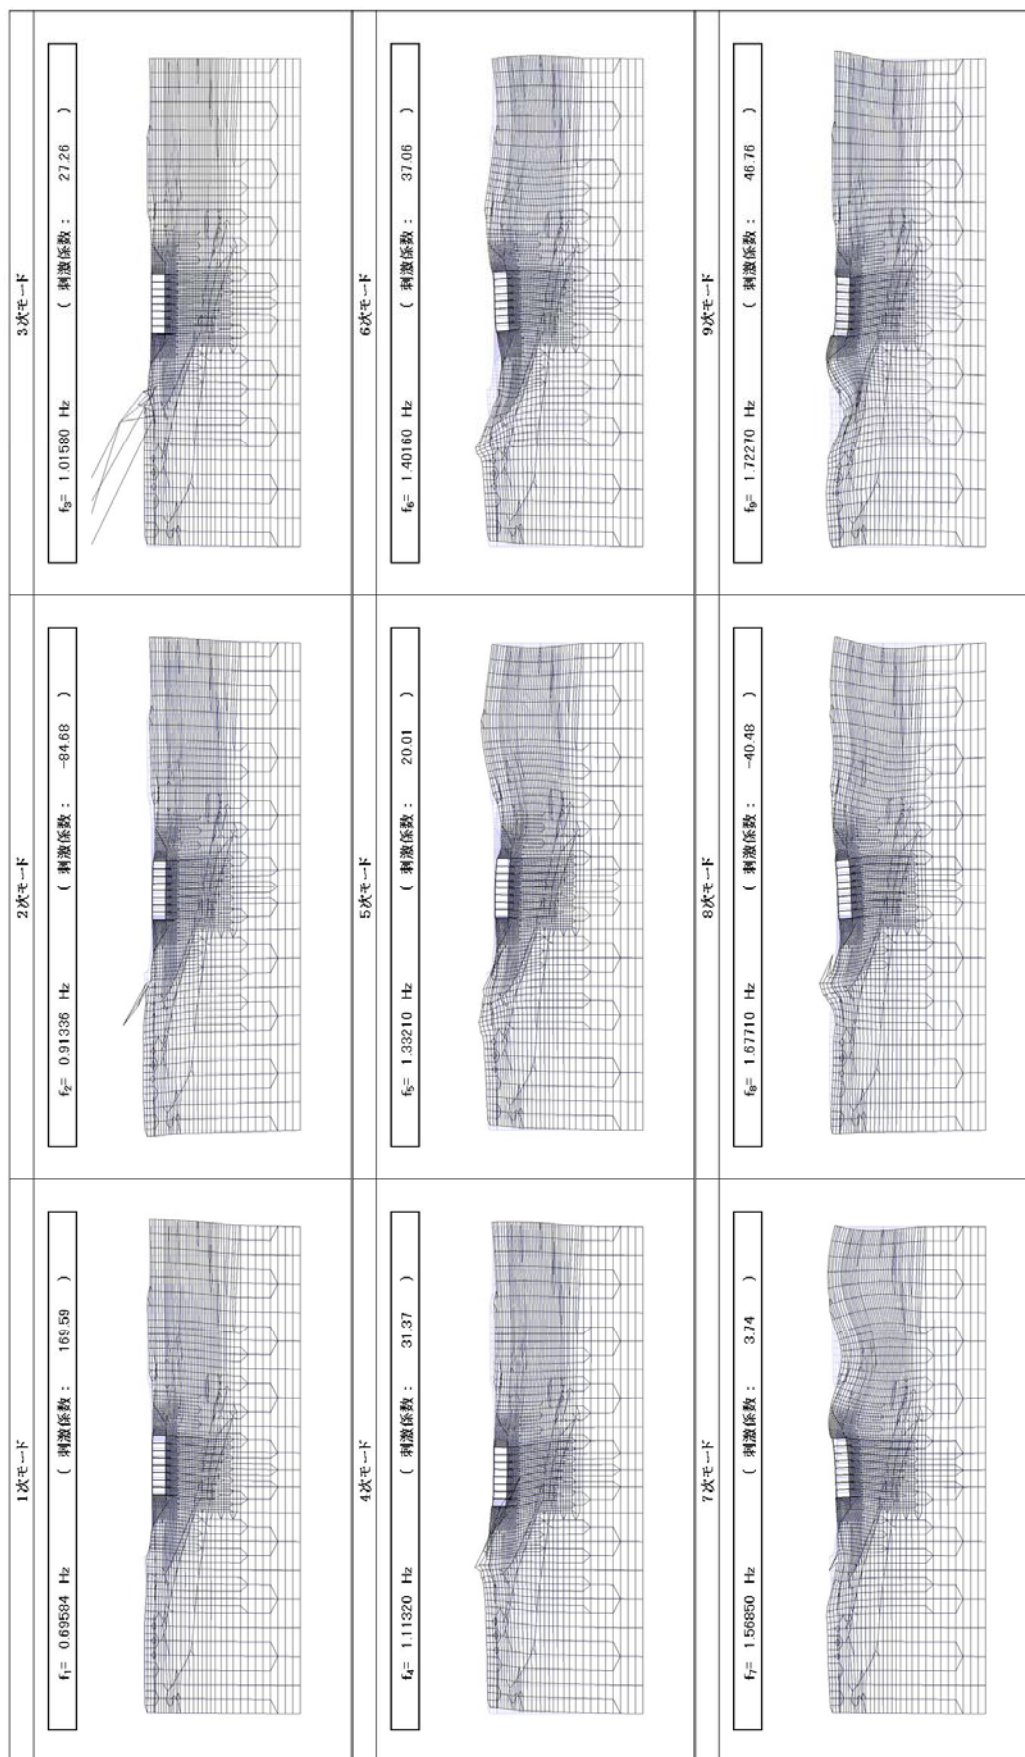 1次モード
f₁= 0.69584 Hz ( 刺激係数 : 169.59 )
2次モード
f₂= 0.91336 Hz ( 刺激係数 : -84.68 )
3次モード
f₃= 1.01580 Hz ( 刺激係数 : 27.26 )
4次モード
f₄= 1.11320 Hz ( 刺激係数 : 31.37 )
5次モード
f₅= 1.33210 Hz ( 刺激係数 : 20.01 )
6次モード
f₆= 1.40160 Hz ( 刺激係数 : 37.06 )
7次モード
f₇= 1.56850 Hz ( 刺激係数 : 3.74 )
8次モード
f₈= 1.67710 Hz ( 刺激係数 : -40.48 )
9次モード
f₉= 1.72270 Hz ( 刺激係数 : 46.76 )